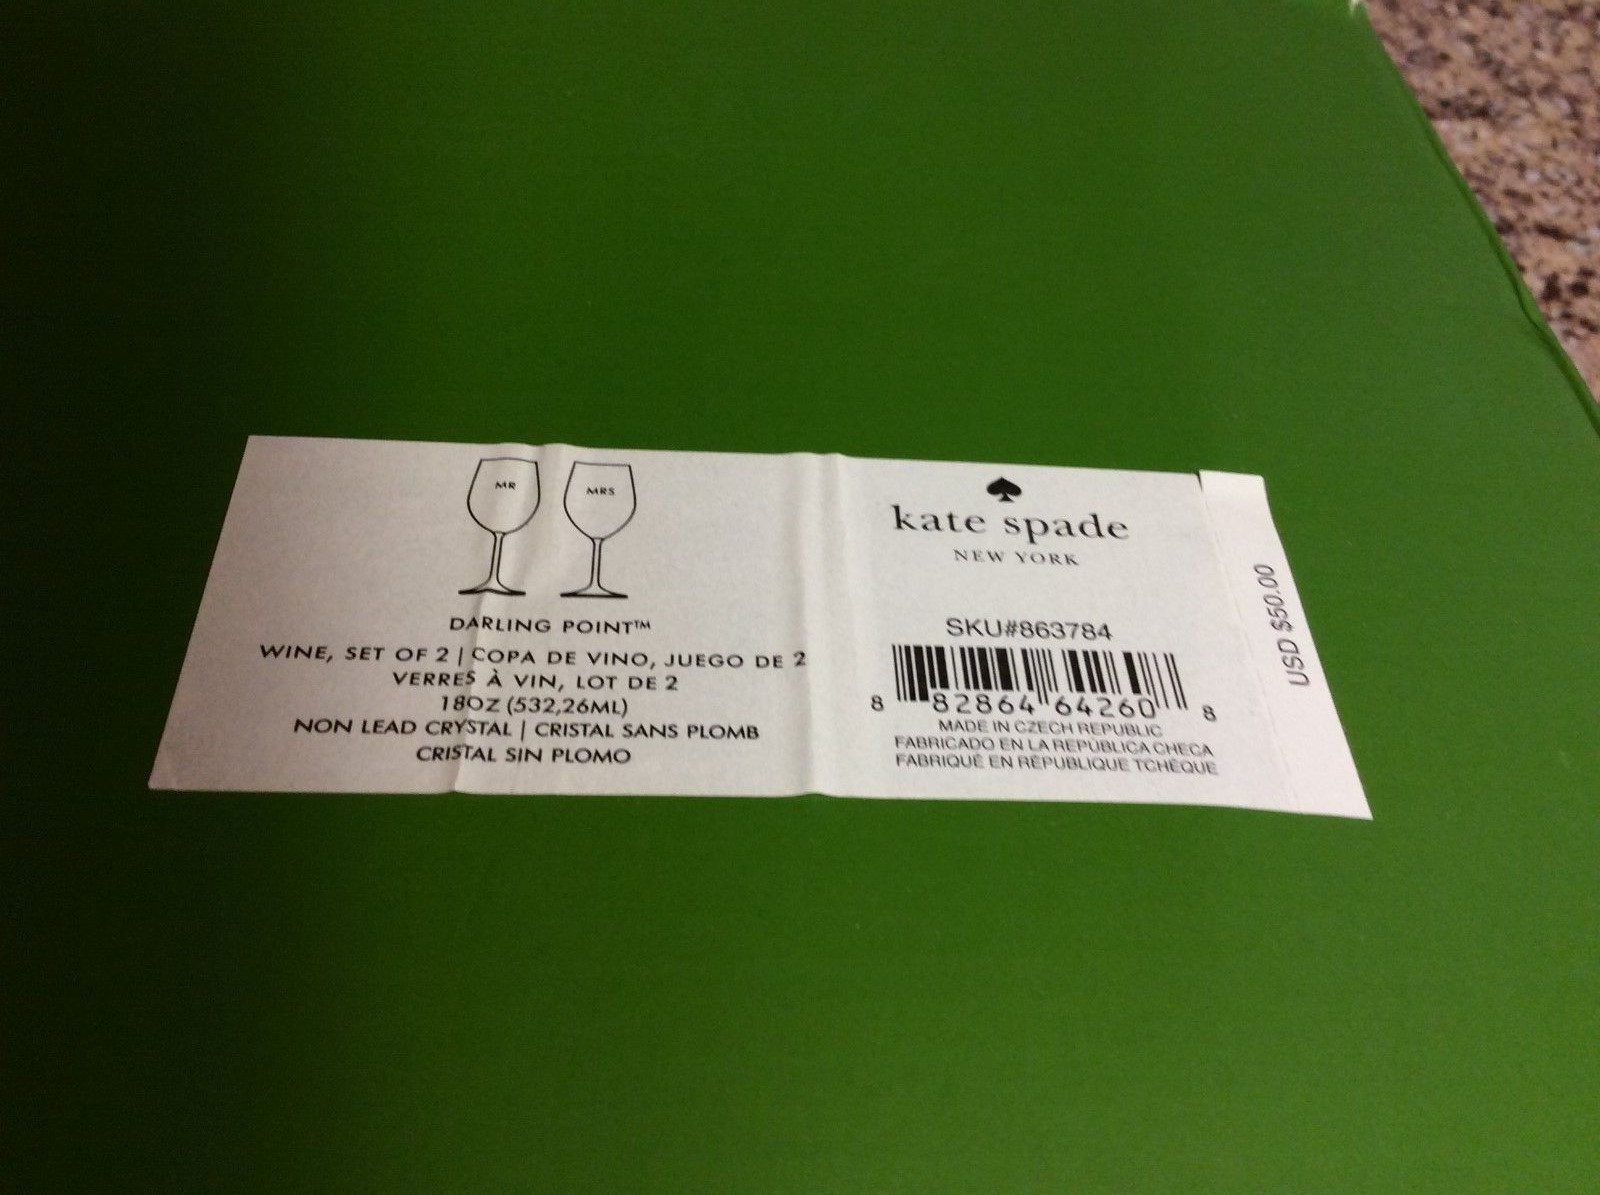 MR
MRS
DARLING POINT™
WINE, SET OF 2 | COPA DE VINO, JUEGO DE 2
VERRES À VIN, LOT DE 2
18OZ (532,26ML)
NON LEAD CRYSTAL | CRISTAL SANS PLOMB
CRISTAL SIN PLOMO
kate spade
NEW YORK
SKU#863784
8 82864 64260 8
MADE IN CZECH REPUBLIC
FABRICADO EN LA REPÚBLICA CHECA
FABRIQUÉ EN RÉPUBLIQUE TCHÈQUE
USD $50.00